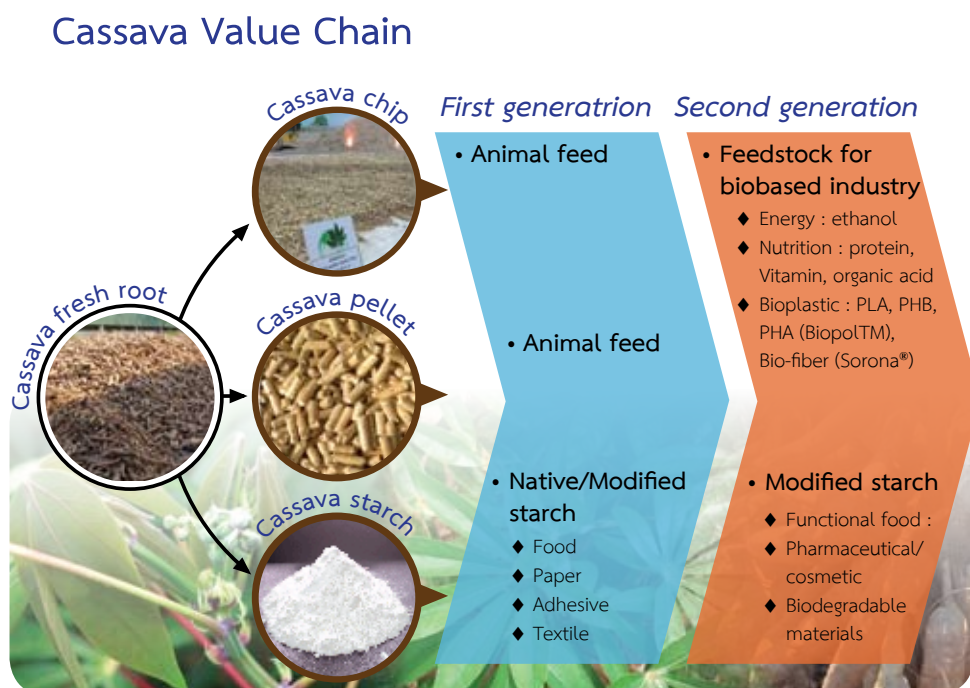 Cassava Value Chain
Cassava fresh root
Cassava chip
Cassava pellet
Cassava starch
First generatrion
• Animal feed
• Animal feed
• Native/Modified
starch
♦ Food
♦ Paper
♦ Adhesive
♦ Textile
Second generation
• Feedstock for
biobased industry
♦ Energy : ethanol
♦ Nutrition : protein,
Vitamin, organic acid
♦ Bioplastic : PLA, PHB,
PHA (BiopolTM),
Bio-fiber (Sorona®)
• Modified starch
♦ Functional food :
♦ Pharmaceutical/
cosmetic
♦ Biodegradable
materials